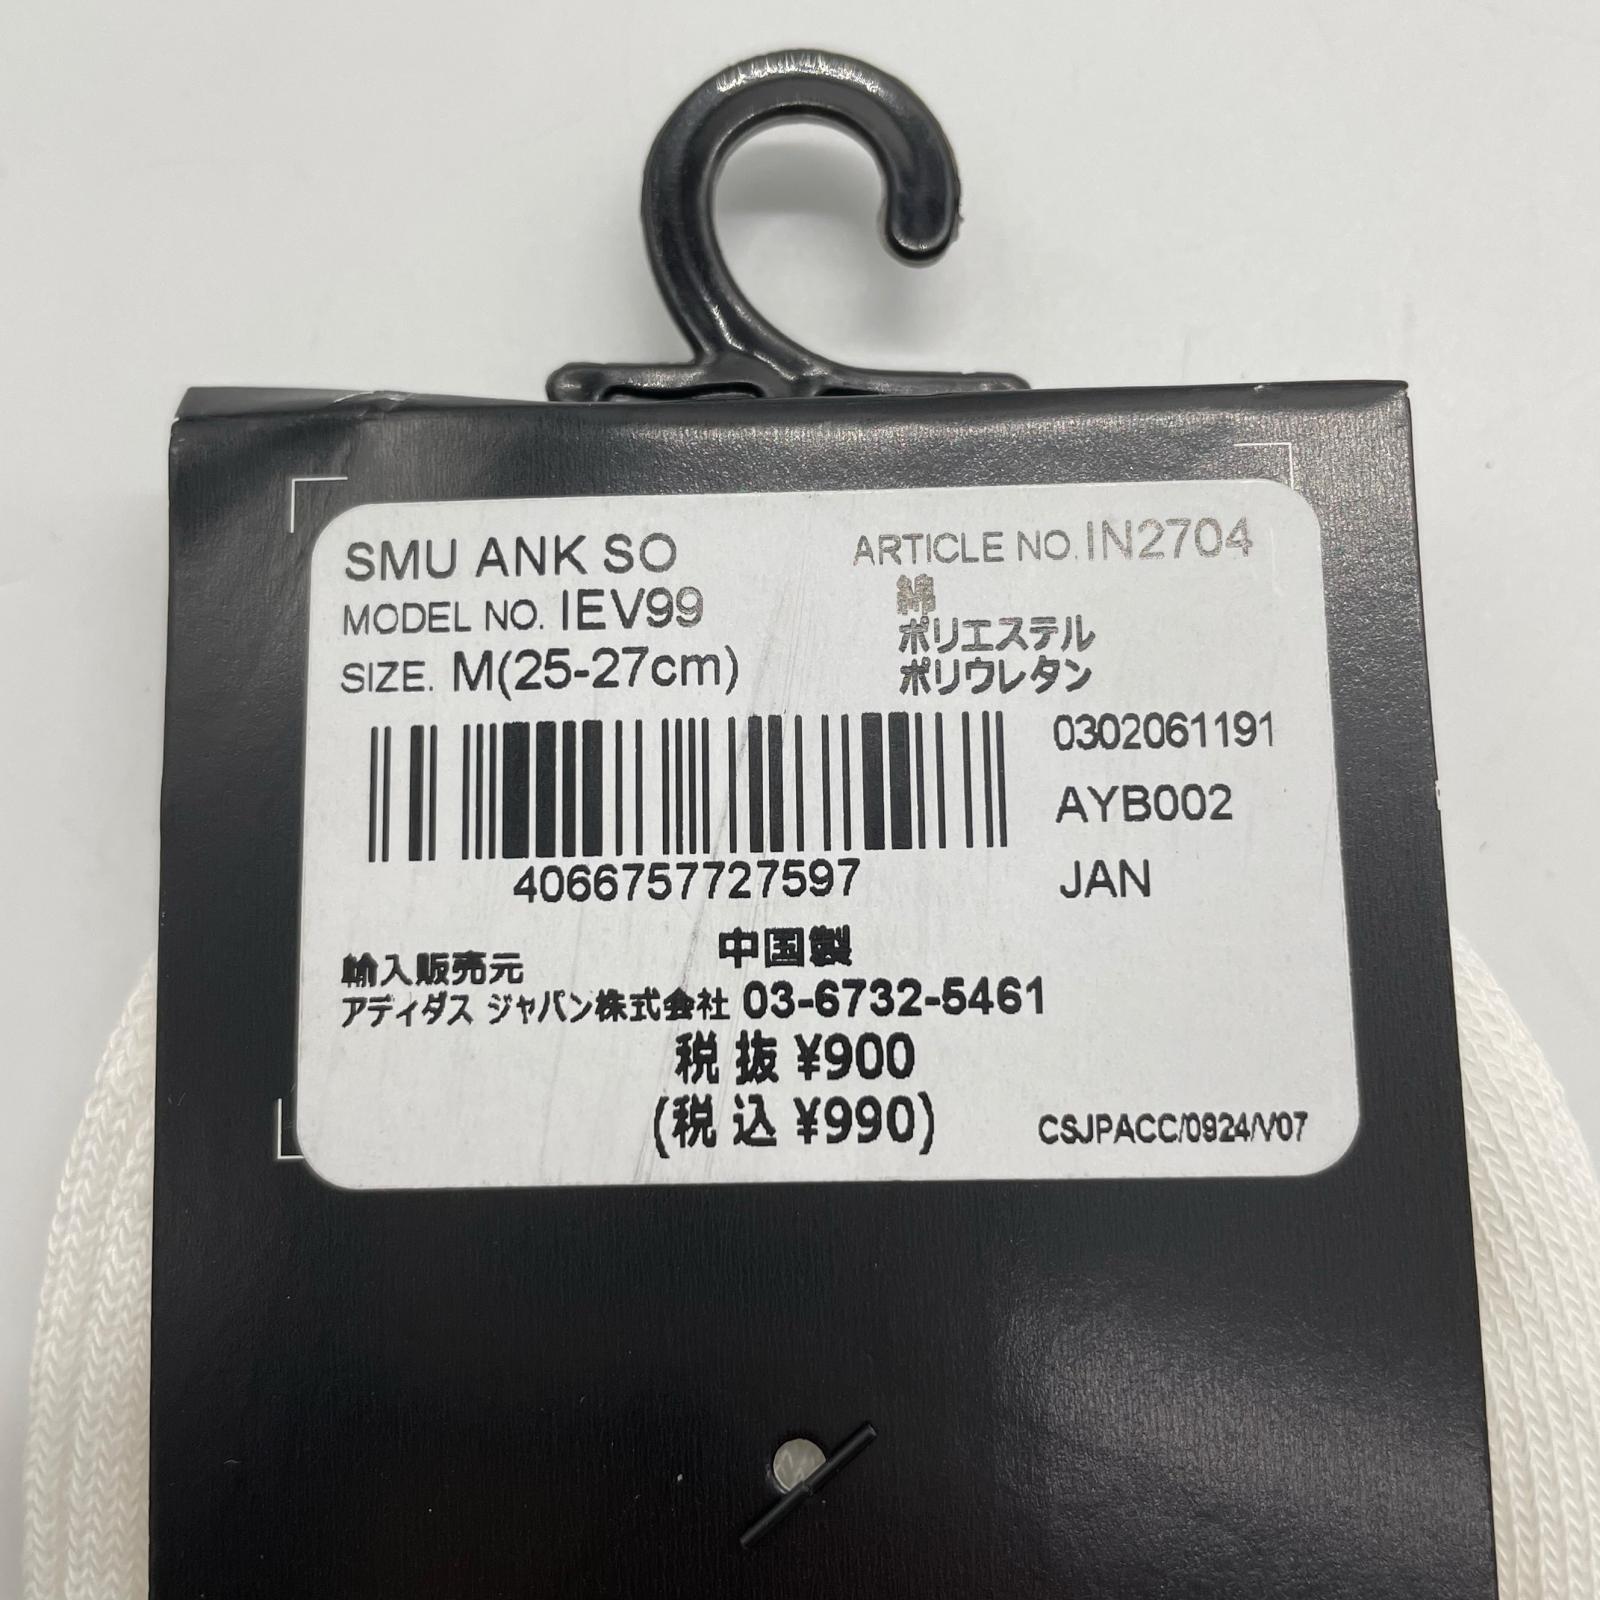 SMU ANK SO
ARTICLE NO. IN2704
MODEL NO. IEV99
綿
ポリエステル
SIZE. M(25-27cm)
ポリウレタン
0302061191
AYB002
4066757727597
JAN
中国製
輸入販売元
アディダス ジャパン株式会社 03-6732-5461
税 抜 ¥900
(税 込 ¥990)
CSJPACC/0924/V07